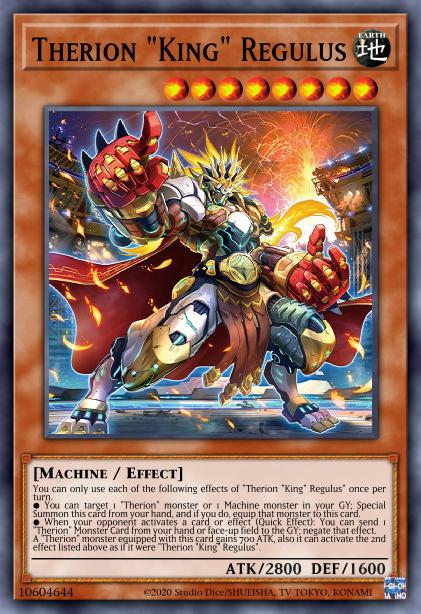 THERION "KING" REGULUS
EARTH
地
[MACHINE / EFFECT]
You can only use each of the following effects of "Therion "King" Regulus" once per
turn.
● You can target 1 "Therion" monster or 1 Machine monster in your GY; Special
Summon this card from your hand, and if you do, equip that monster to this card.
● When your opponent activates a card or effect (Quick Effect): You can send 1
"Therion" Monster Card from your hand or face-up field to the GY; negate that effect.
A "Therion" monster equipped with this card gains 700 ATK, also it can activate the 2nd
effect listed above as if it were "Therion "King" Regulus".
ATK/2800 DEF/1600
10604644 ©2020 Studio Dice/SHUEISHA, TV TOKYO, KONAMI